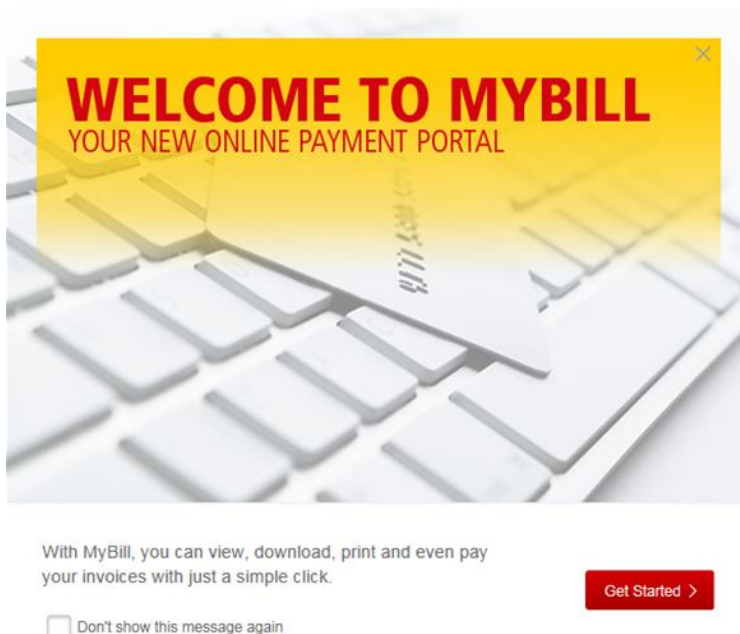 WELCOME TO MYBILL
YOUR NEW ONLINE PAYMENT PORTAL
With MyBill, you can view, download, print and even pay
your invoices with just a simple click.
Get Started >
Don't show this message again